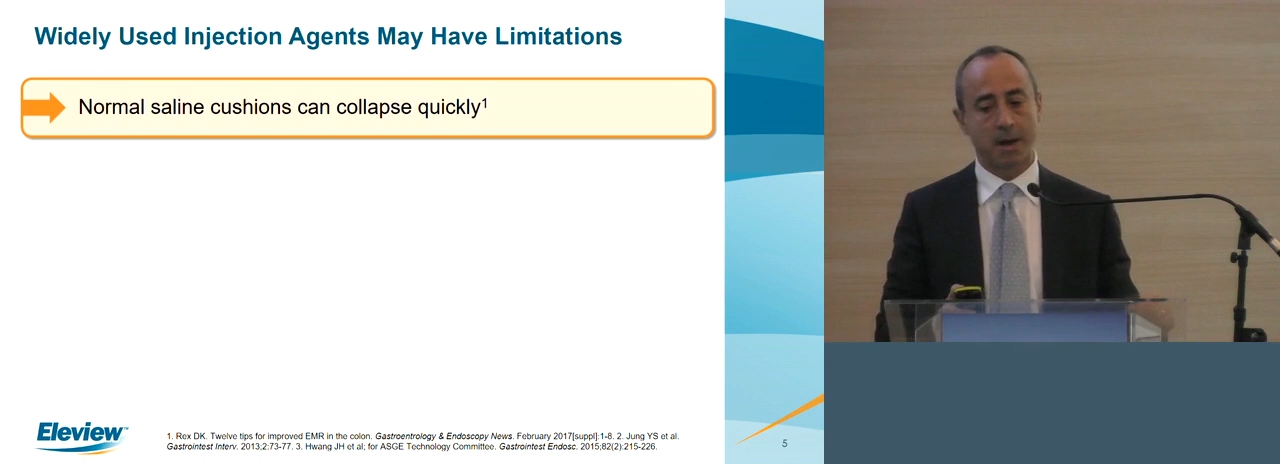 Widely Used Injection Agents May Have Limitations
Normal saline cushions can collapse quickly1
Eleview™
1. Rex DK. Twelve tips for improved EMR in the colon. Gastroentology & Endoscopy News. February 2017[suppl]:1-8. 2. Jung YS et al.
Gastrointest Interv. 2013;2:73-77. 3. Hwang JH et al; for ASGE Technology Committee. Gastrointest Endosc. 2015;82(2):215-226.
5